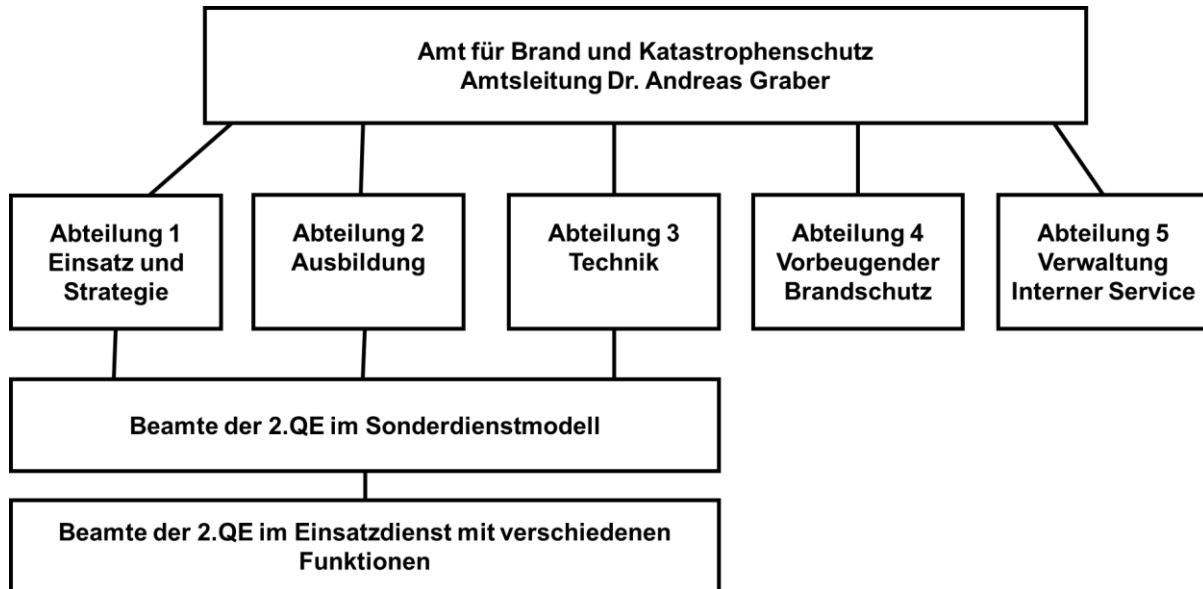 Amt für Brand und Katastrophenschutz
Amtsleitung Dr. Andreas Graber
Abteilung 1
Einsatz und
Strategie
Abteilung 2
Ausbildung
Abteilung 3
Technik
Abteilung 4
Vorbeugender
Brandschutz
Abteilung 5
Verwaltung
Interner Service
Beamte der 2.QE im Sonderdienstmodell
Beamte der 2.QE im Einsatzdienst mit verschiedenen
Funktionen